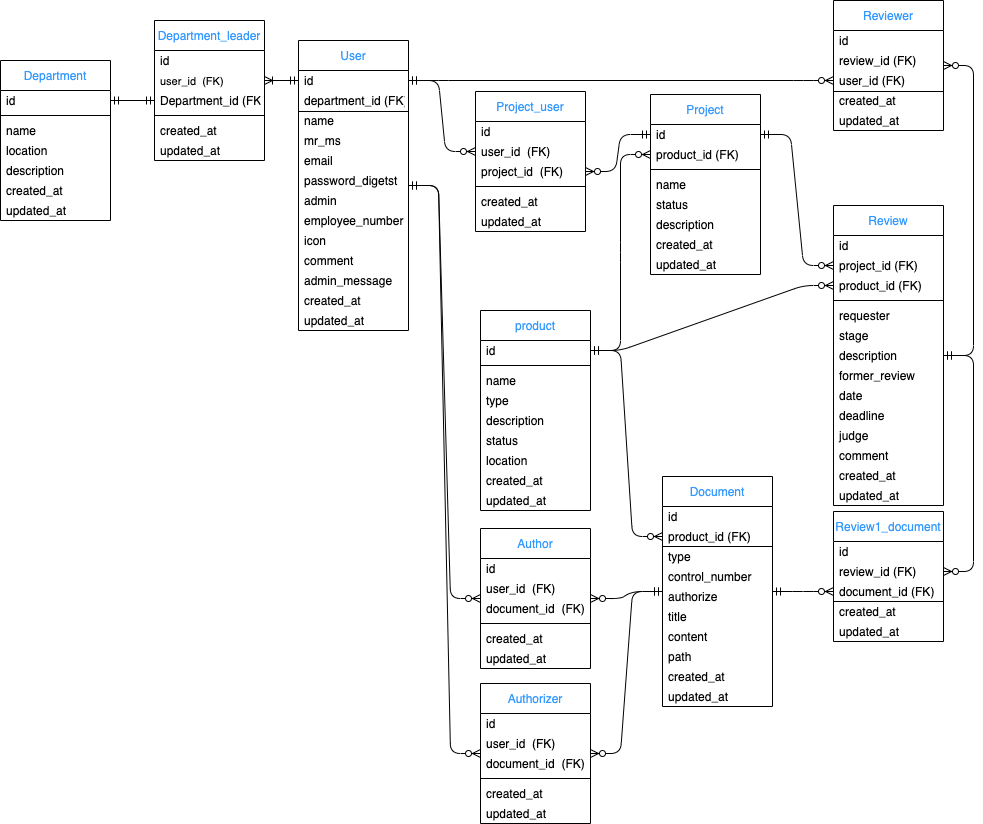 Department
id
name
location
description
created_at
updated_at
Department_leader
id
user_id (FK)
Department_id (FK
created_at
updated_at
User
id
department_id (FK)
name
mr_ms
email
password_digetst
admin
employee_number
icon
comment
admin_message
created_at
updated_at
Project_user
id
user_id (FK)
project_id (FK)
created_at
updated_at
Project
id
product_id (FK)
name
status
description
created_at
updated_at
Reviewer
id
review_id (FK)
user_id (FK)
created_at
updated_at
Review
id
project_id (FK)
product_id (FK)
requester
stage
description
former_review
date
deadline
judge
comment
created_at
updated_at
product
id
name
type
description
status
location
created_at
updated_at
Document
id
product_id (FK)
type
control_number
authorize
title
content
path
created_at
updated_at
Review1_document
id
review_id (FK)
document_id (FK)
created_at
updated_at
Author
id
user_id (FK)
document_id (FK)
created_at
updated_at
Authorizer
id
user_id (FK)
document_id (FK)
created_at
updated_at